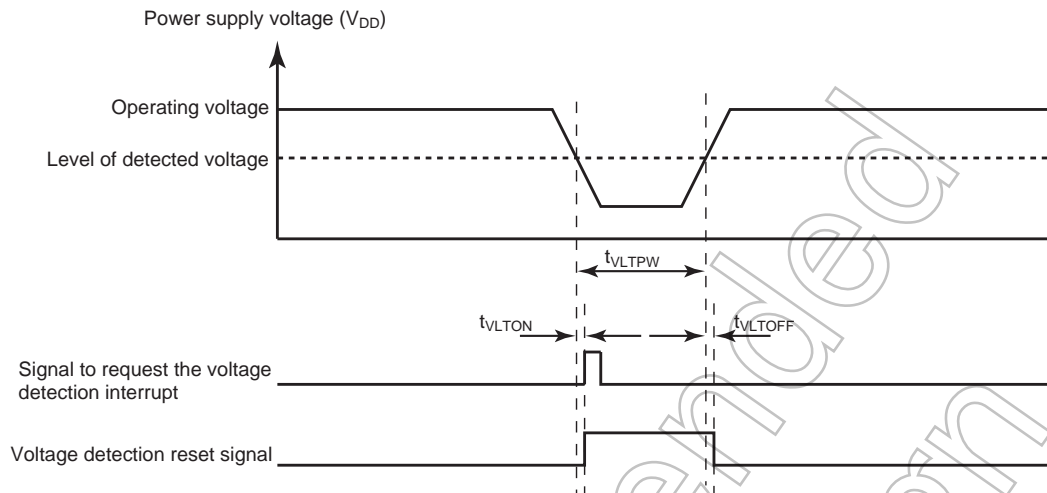 Power supply voltage (VDD)
Operating voltage
Level of detected voltage
tVLTPW
tVLTON
tVLTOFF
Signal to request the voltage
detection interrupt
Voltage detection reset signal
ended